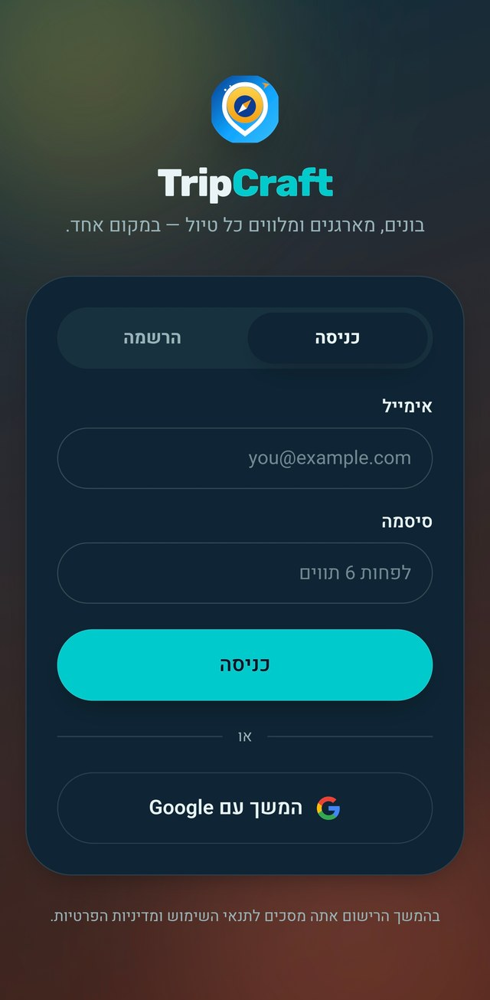 TripCraft
בונים, מארגנים ומלווים כל טיול — במקום אחד.
כניסה
הרשמה
אימייל
you@example.com
סיסמה
לפחות 6 תווים
כניסה
או
המשך עם Google
בהמשך הרישום אתה מסכים לתנאי השימוש ומדיניות הפרטיות.